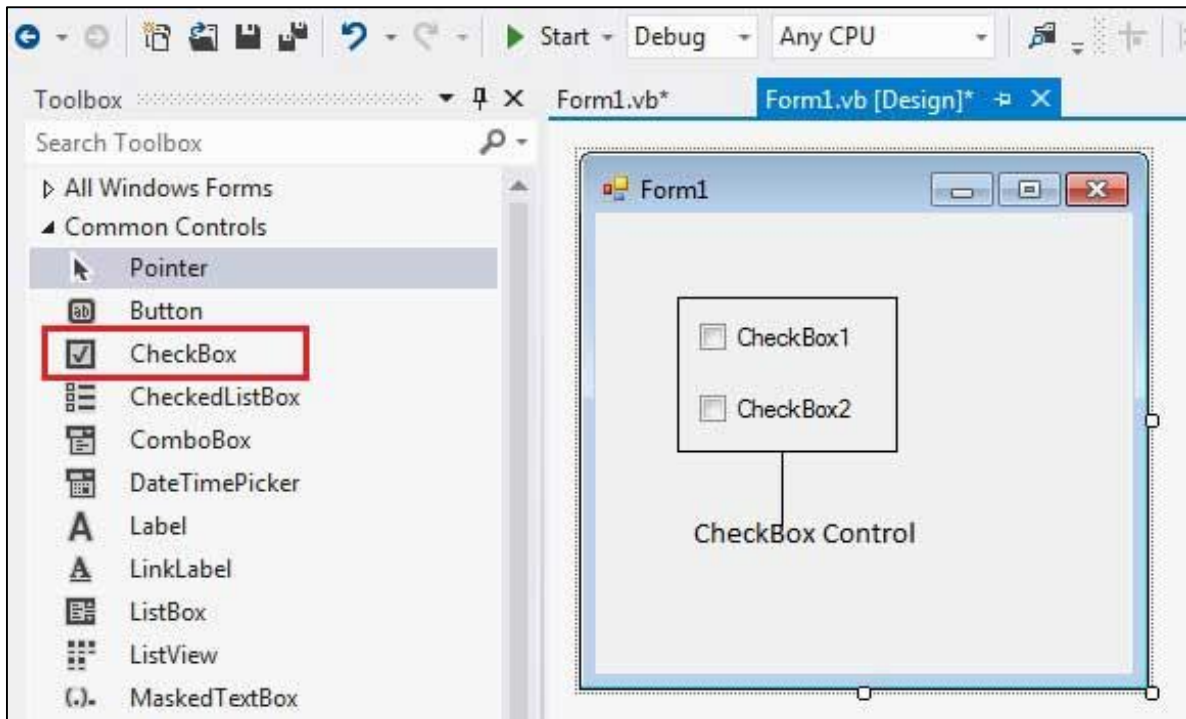 Start Debug Any CPU
Toolbox
Form1.vb*
Form1.vb [Design]*
Search Toolbox
All Windows Forms
Common Controls
Pointer
ab Button
CheckBox
CheckedListBox
ComboBox
DateTimePicker
A Label
A LinkLabel
ListBox
ListView
(.). MaskedTextBox
Form1
CheckBox1
CheckBox2
CheckBox Control